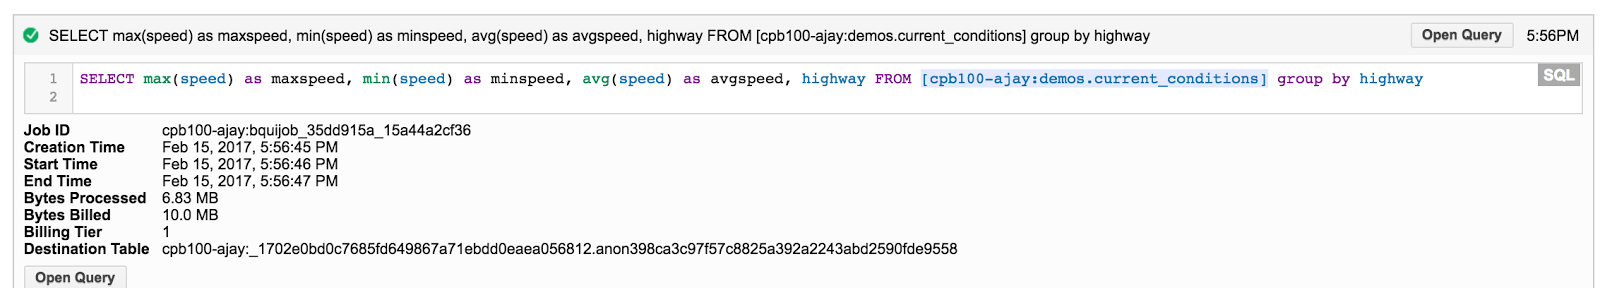 SELECT max(speed) as maxspeed, min(speed) as minspeed, avg(speed) as avgspeed, highway FROM [cpb100-ajay:demos.current_conditions] group by highway Open Query 5:56PM
1 SELECT max(speed) as maxspeed, min(speed) as minspeed, avg(speed) as avgspeed, highway FROM [cpb100-ajay:demos.current_conditions] group by highway SQL
2
Job ID cpb100-ajay:bquijob_35dd915a_15a44a2cf36
Creation Time Feb 15, 2017, 5:56:45 PM
Start Time Feb 15, 2017, 5:56:46 PM
End Time Feb 15, 2017, 5:56:47 PM
Bytes Processed 6.83 MB
Bytes Billed 10.0 MB
Billing Tier 1
Destination Table cpb100-ajay:_1702e0bd0c7685fd649867a71ebdd0eaea056812.anon398ca3c97f57c8825a392a2243abd2590fde9558
Open Query